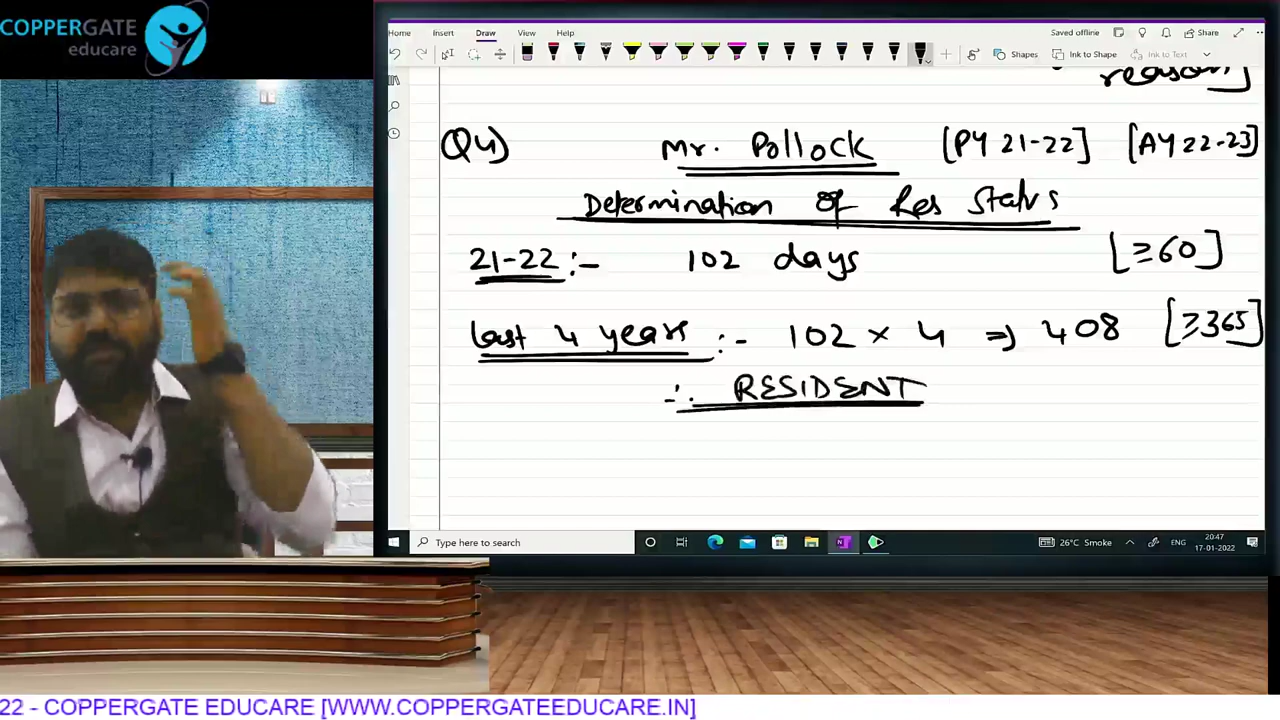 COPPERGATE
educare
Home Insert Draw View Help
Saved offline Share
Shapes Ink to Shape Ink to Text
reason]
Q4) Mr. Pollock [PY 21-22] [AY 22-23]
Determination of Res Status
21-22:- 102 days [≥60]
last 4 years :- 102 × 4 ⇒ 408 [≥365]
∴ RESIDENT
Type here to search
26°C Smoke ENG 20:47
17-01-2022
22 - COPPERGATE EDUCARE [WWW.COPPERGATEEDUCARE.IN]